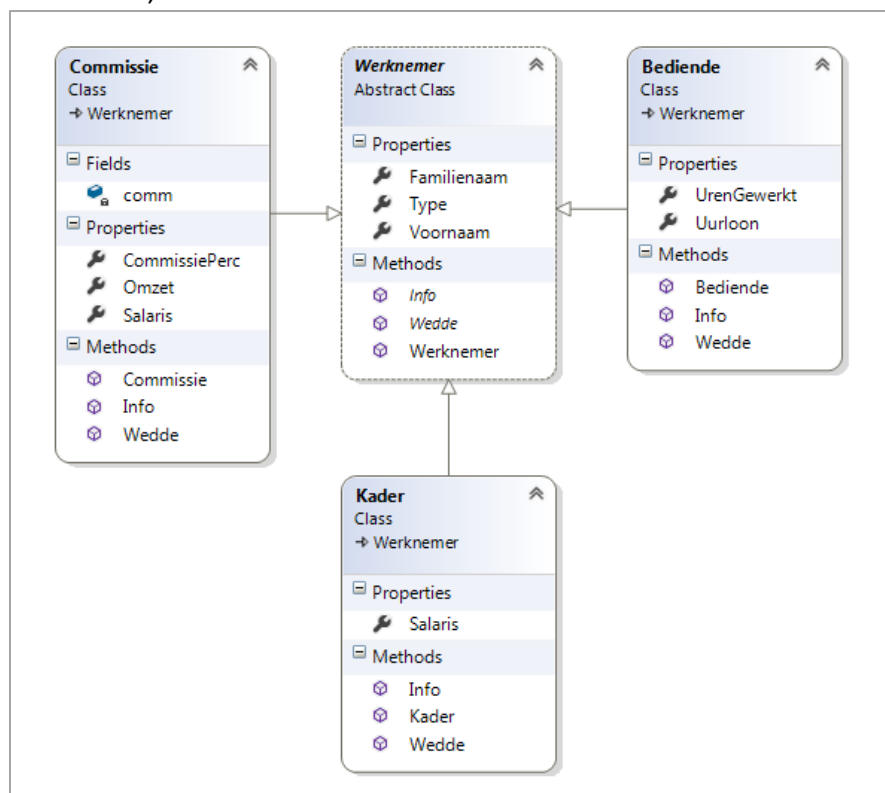 Commissie
Class
Werknemer
Fields
comm
Properties
CommissiePerc
Omzet
Salaris
Methods
Commissie
Info
Wedde
Werknemer
Abstract Class
Properties
Familienaam
Type
Voornaam
Methods
Info
Wedde
Werknemer
Bediende
Class
Werknemer
Properties
UrenGewerkt
Uurloon
Methods
Bediende
Info
Wedde
Kader
Class
Werknemer
Properties
Salaris
Methods
Info
Kader
Wedde